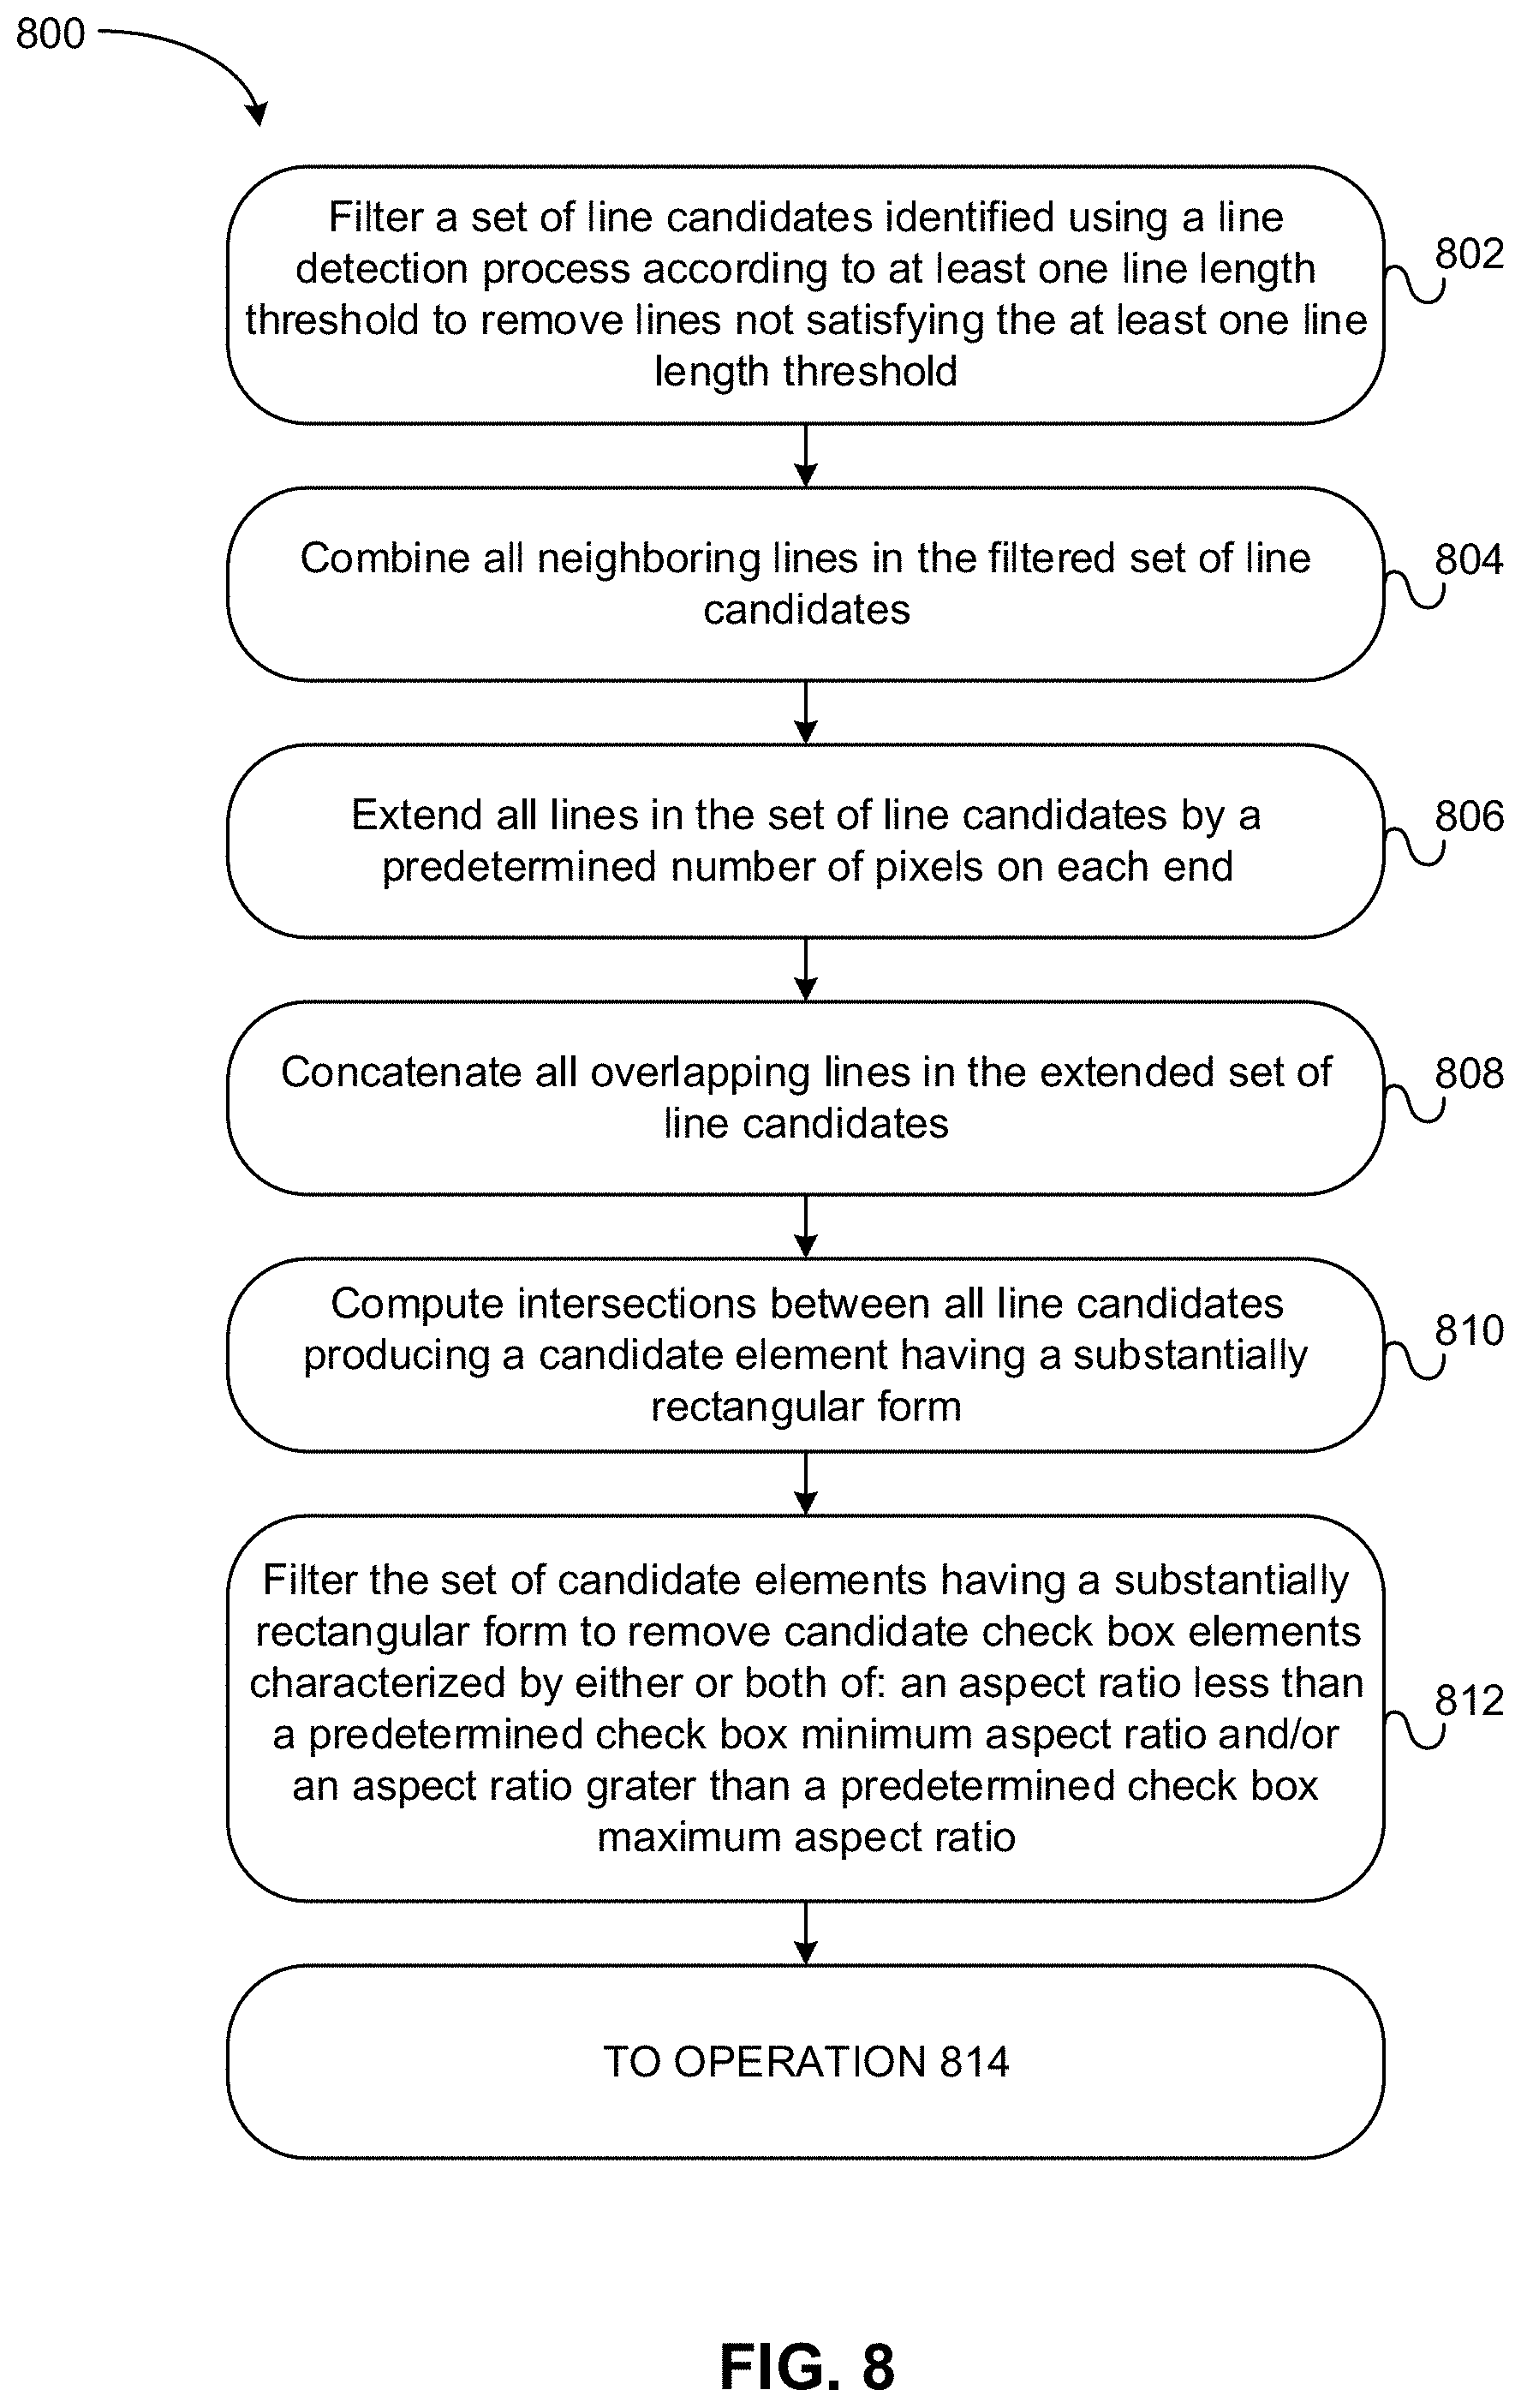 800
Filter a set of line candidates identified using a line
detection process according to at least one line length
threshold to remove lines not satisfying the at least one line
length threshold
802
Combine all neighboring lines in the filtered set of line
candidates
804
Extend all lines in the set of line candidates by a
predetermined number of pixels on each end
806
Concatenate all overlapping lines in the extended set of
line candidates
808
Compute intersections between all line candidates
producing a candidate element having a substantially
rectangular form
810
Filter the set of candidate elements having a substantially
rectangular form to remove candidate check box elements
characterized by either or both of: an aspect ratio less than
a predetermined check box minimum aspect ratio and/or
an aspect ratio grater than a predetermined check box
maximum aspect ratio
812
TO OPERATION 814
FIG. 8